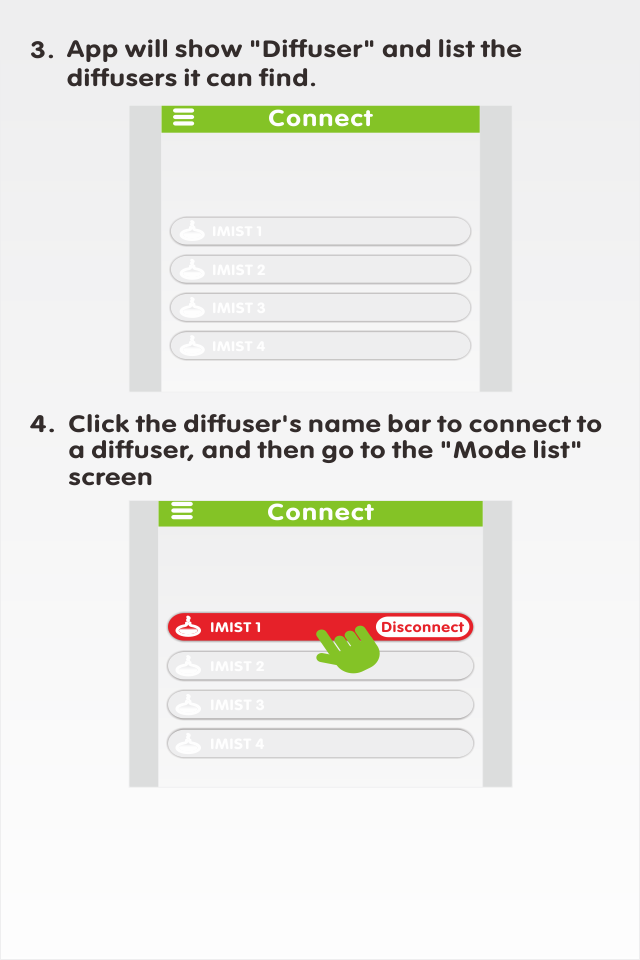 3. App will show "Diffuser" and list the
diffusers it can find.
Connect
IMIST 1
IMIST 2
IMIST 3
IMIST 4
4. Click the diffuser's name bar to connect to
a diffuser, and then go to the "Mode list"
screen
Connect
IMIST 1 Disconnect
IMIST 2
IMIST 3
IMIST 4